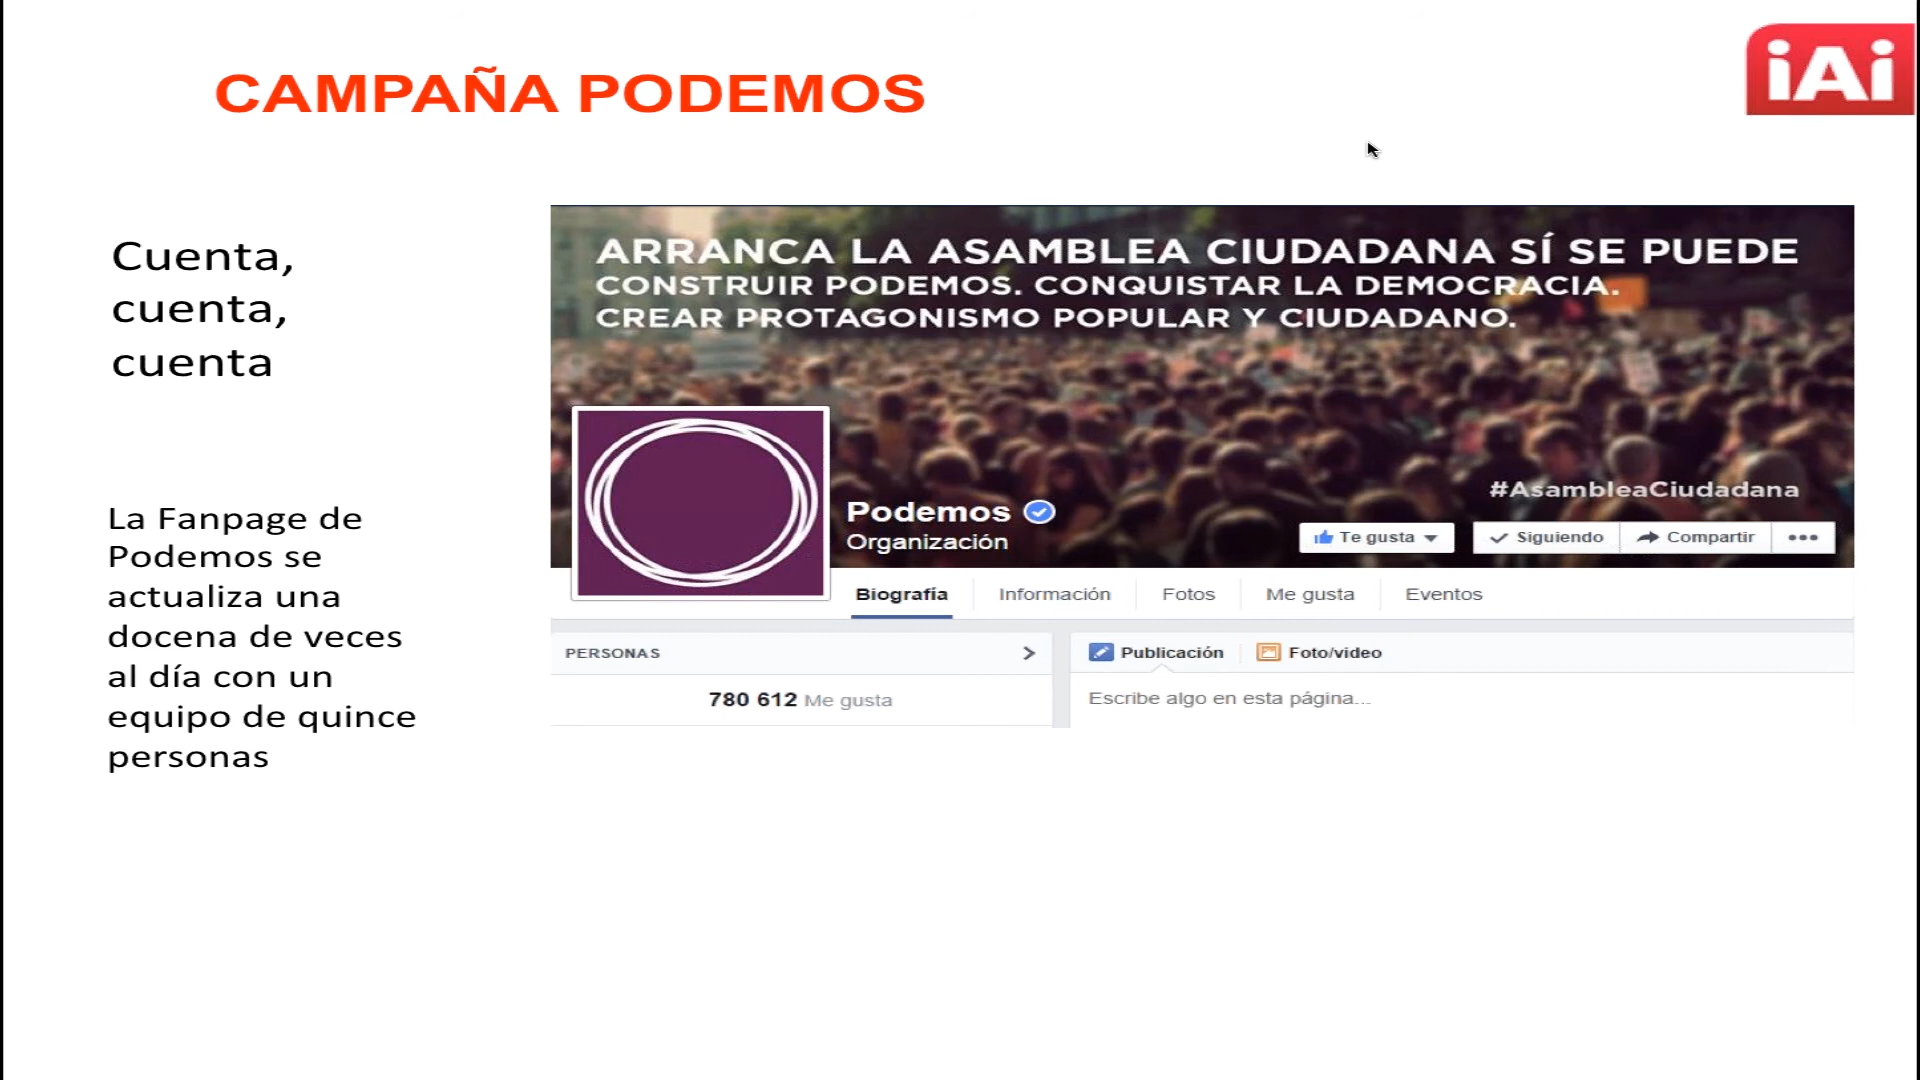 CAMPAÑA PODEMOS
iAi
Cuenta,
cuenta,
cuenta
La Fanpage de
Podemos se
actualiza una
docena de veces
al día con un
equipo de quince
personas
ARRANCA LA ASAMBLEA CIUDADANA SÍ SE PUEDE
CONSTRUIR PODEMOS. CONQUISTAR LA DEMOCRACIA.
CREAR PROTAGONISMO POPULAR Y CIUDADANO.
#AsambleaCiudadana
Podemos
Organización
Te gusta Siguiendo Compartir
Biografía Información Fotos Me gusta Eventos
PERSONAS
780 612 Me gusta
Publicación Foto/video
Escribe algo en esta página...